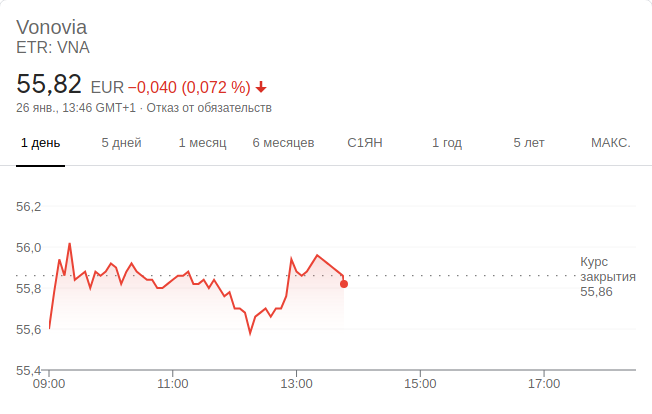 Vonovia
ETR: VNA
55,82 EUR −0,040 (0,072 %)
26 янв., 13:46 GMT+1 · Отказ от обязательств
1 день 5 дней 1 месяц 6 месяцев С1ЯН 1 год 5 лет МАКС.
56,2
56,0
55,8
55,6
55,4
Курс
закрытия
55,86
09:00 11:00 13:00 15:00 17:00